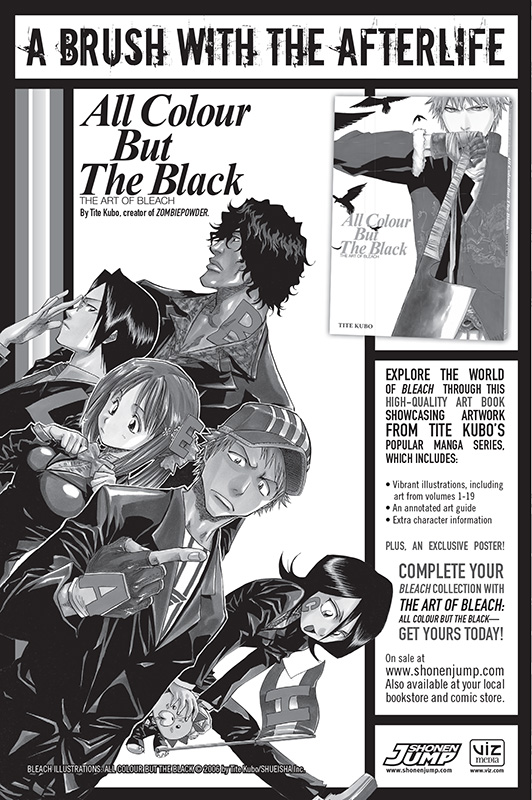 A BRUSH WITH THE AFTERLIFE
All Colour
But
The Black
THE ART OF BLEACH
By Tite Kubo, creator of ZOMBIEPOWDER.
All Colour
But
The Black
THE ART OF BLEACH
TITE KUBO
B
E
A
H
EXPLORE THE WORLD
OF BLEACH THROUGH THIS
HIGH-QUALITY ART BOOK
SHOWCASING ARTWORK
FROM TITE KUBO'S
POPULAR MANGA SERIES,
WHICH INCLUDES:
• Vibrant illustrations, including
art from volumes 1-19
• An annotated art guide
• Extra character information
PLUS, AN EXCLUSIVE POSTER!
COMPLETE YOUR
BLEACH COLLECTION WITH
THE ART OF BLEACH:
ALL COLOUR BUT THE BLACK—
GET YOURS TODAY!
On sale at
www.shonenjump.com
Also available at your local
bookstore and comic store.
SHONEN
JUMP
www.shonenjump.com
VIZ
MEDIA
www.viz.com
BLEACH ILLUSTRATIONS: ALL COLOUR BUT THE BLACK © 2006 by Tite Kubo/SHUEISHA Inc.